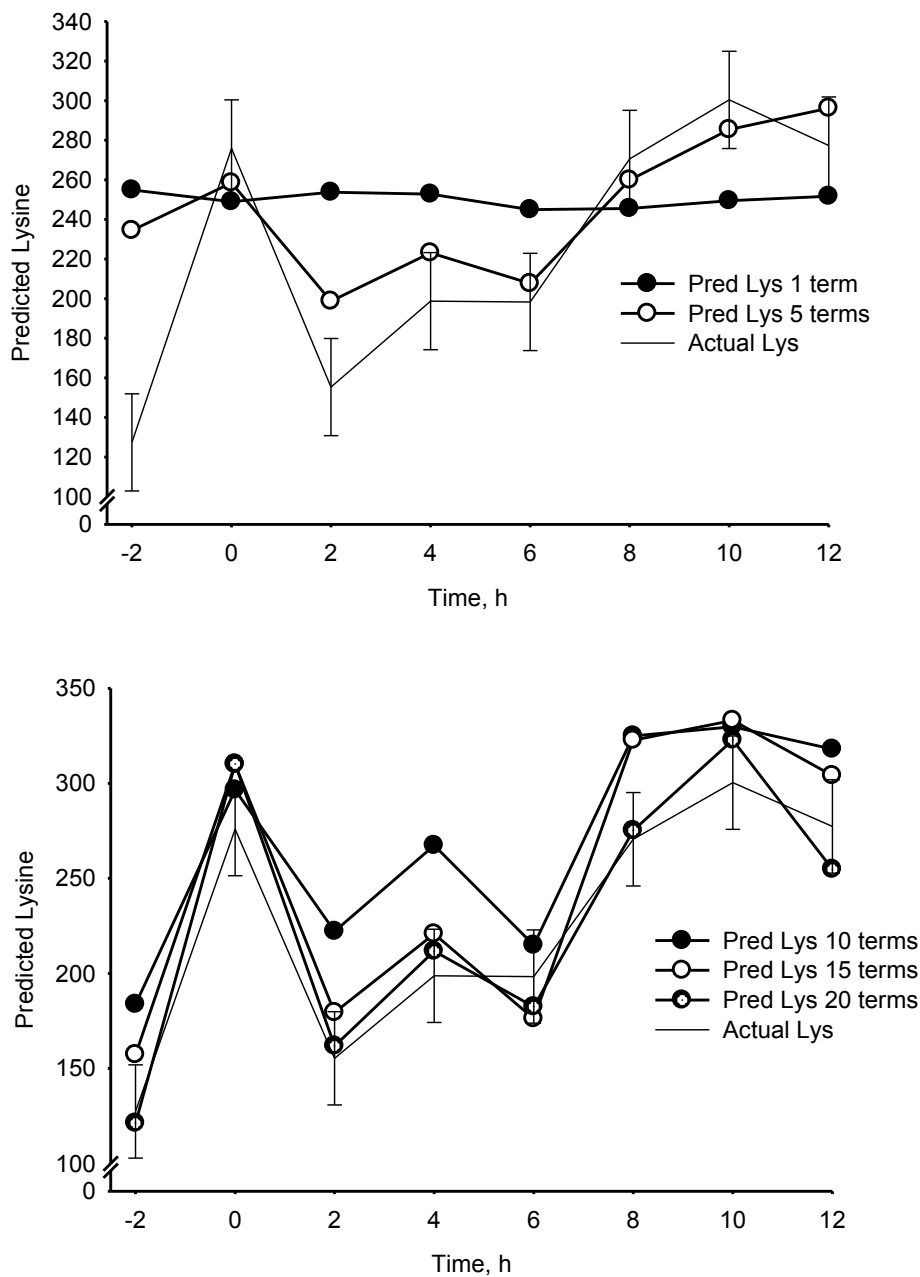 340
320
300
280
260
240
220
200
180
160
140
120
100
0
Predicted Lysine
Pred Lys 1 term
Pred Lys 5 terms
Actual Lys
-2 0 2 4 6 8 10 12
Time, h
350
300
250
200
150
100
0
Predicted Lysine
Pred Lys 10 terms
Pred Lys 15 terms
Pred Lys 20 terms
Actual Lys
-2 0 2 4 6 8 10 12
Time, h